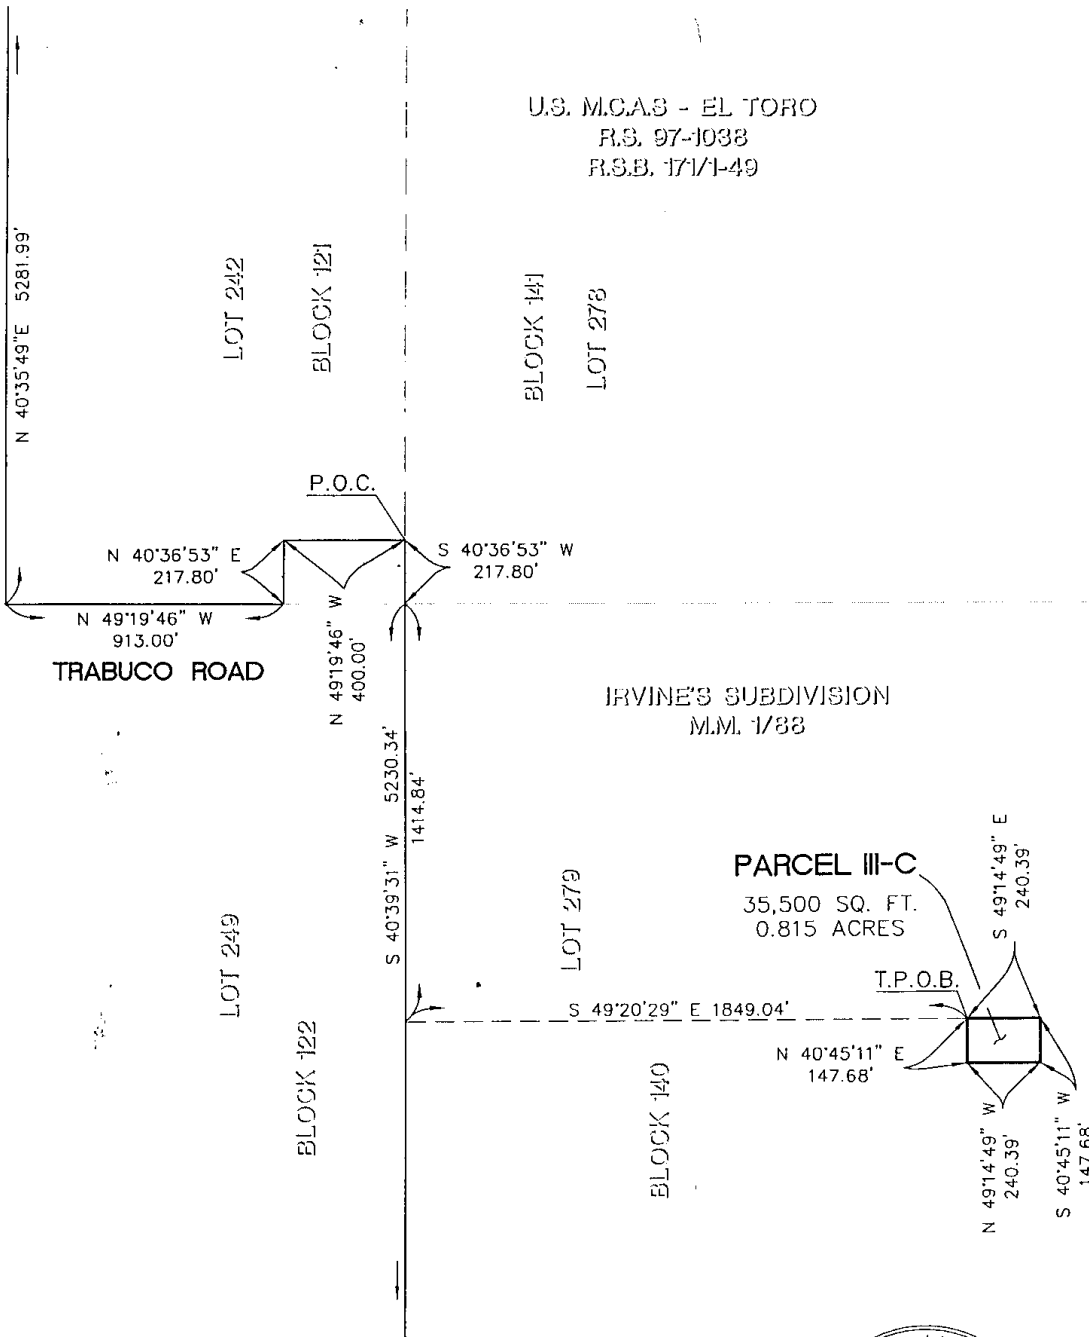 U.S. M.C.A.S - EL TORO
R.S. 97-1038
R.S.B. 171/1-49
N 40°35'49"E 5281.99'
LOT 242
BLOCK 121
BLOCK 141
LOT 278
P.O.C.
N 40°36'53" E
217.80'
S 40°36'53" W
217.80'
N 49°19'46" W
913.00'
TRABUCO ROAD
N 49°19'46" W
400.00'
IRVINE'S SUBDIVISION
M.M. 1/88
S 40°39'31" W 5230.34'
1414.84'
PARCEL III-C
35,500 SQ. FT.
0.815 ACRES
S 49°14'49" E
240.39'
LOT 249
LOT 279
T.P.O.B.
S 49°20'29" E 1849.04'
BLOCK 122
BLOCK 140
N 40°45'11" E
147.68'
N 49°14'49" W
240.39'
S 40°45'11" W
147.68'